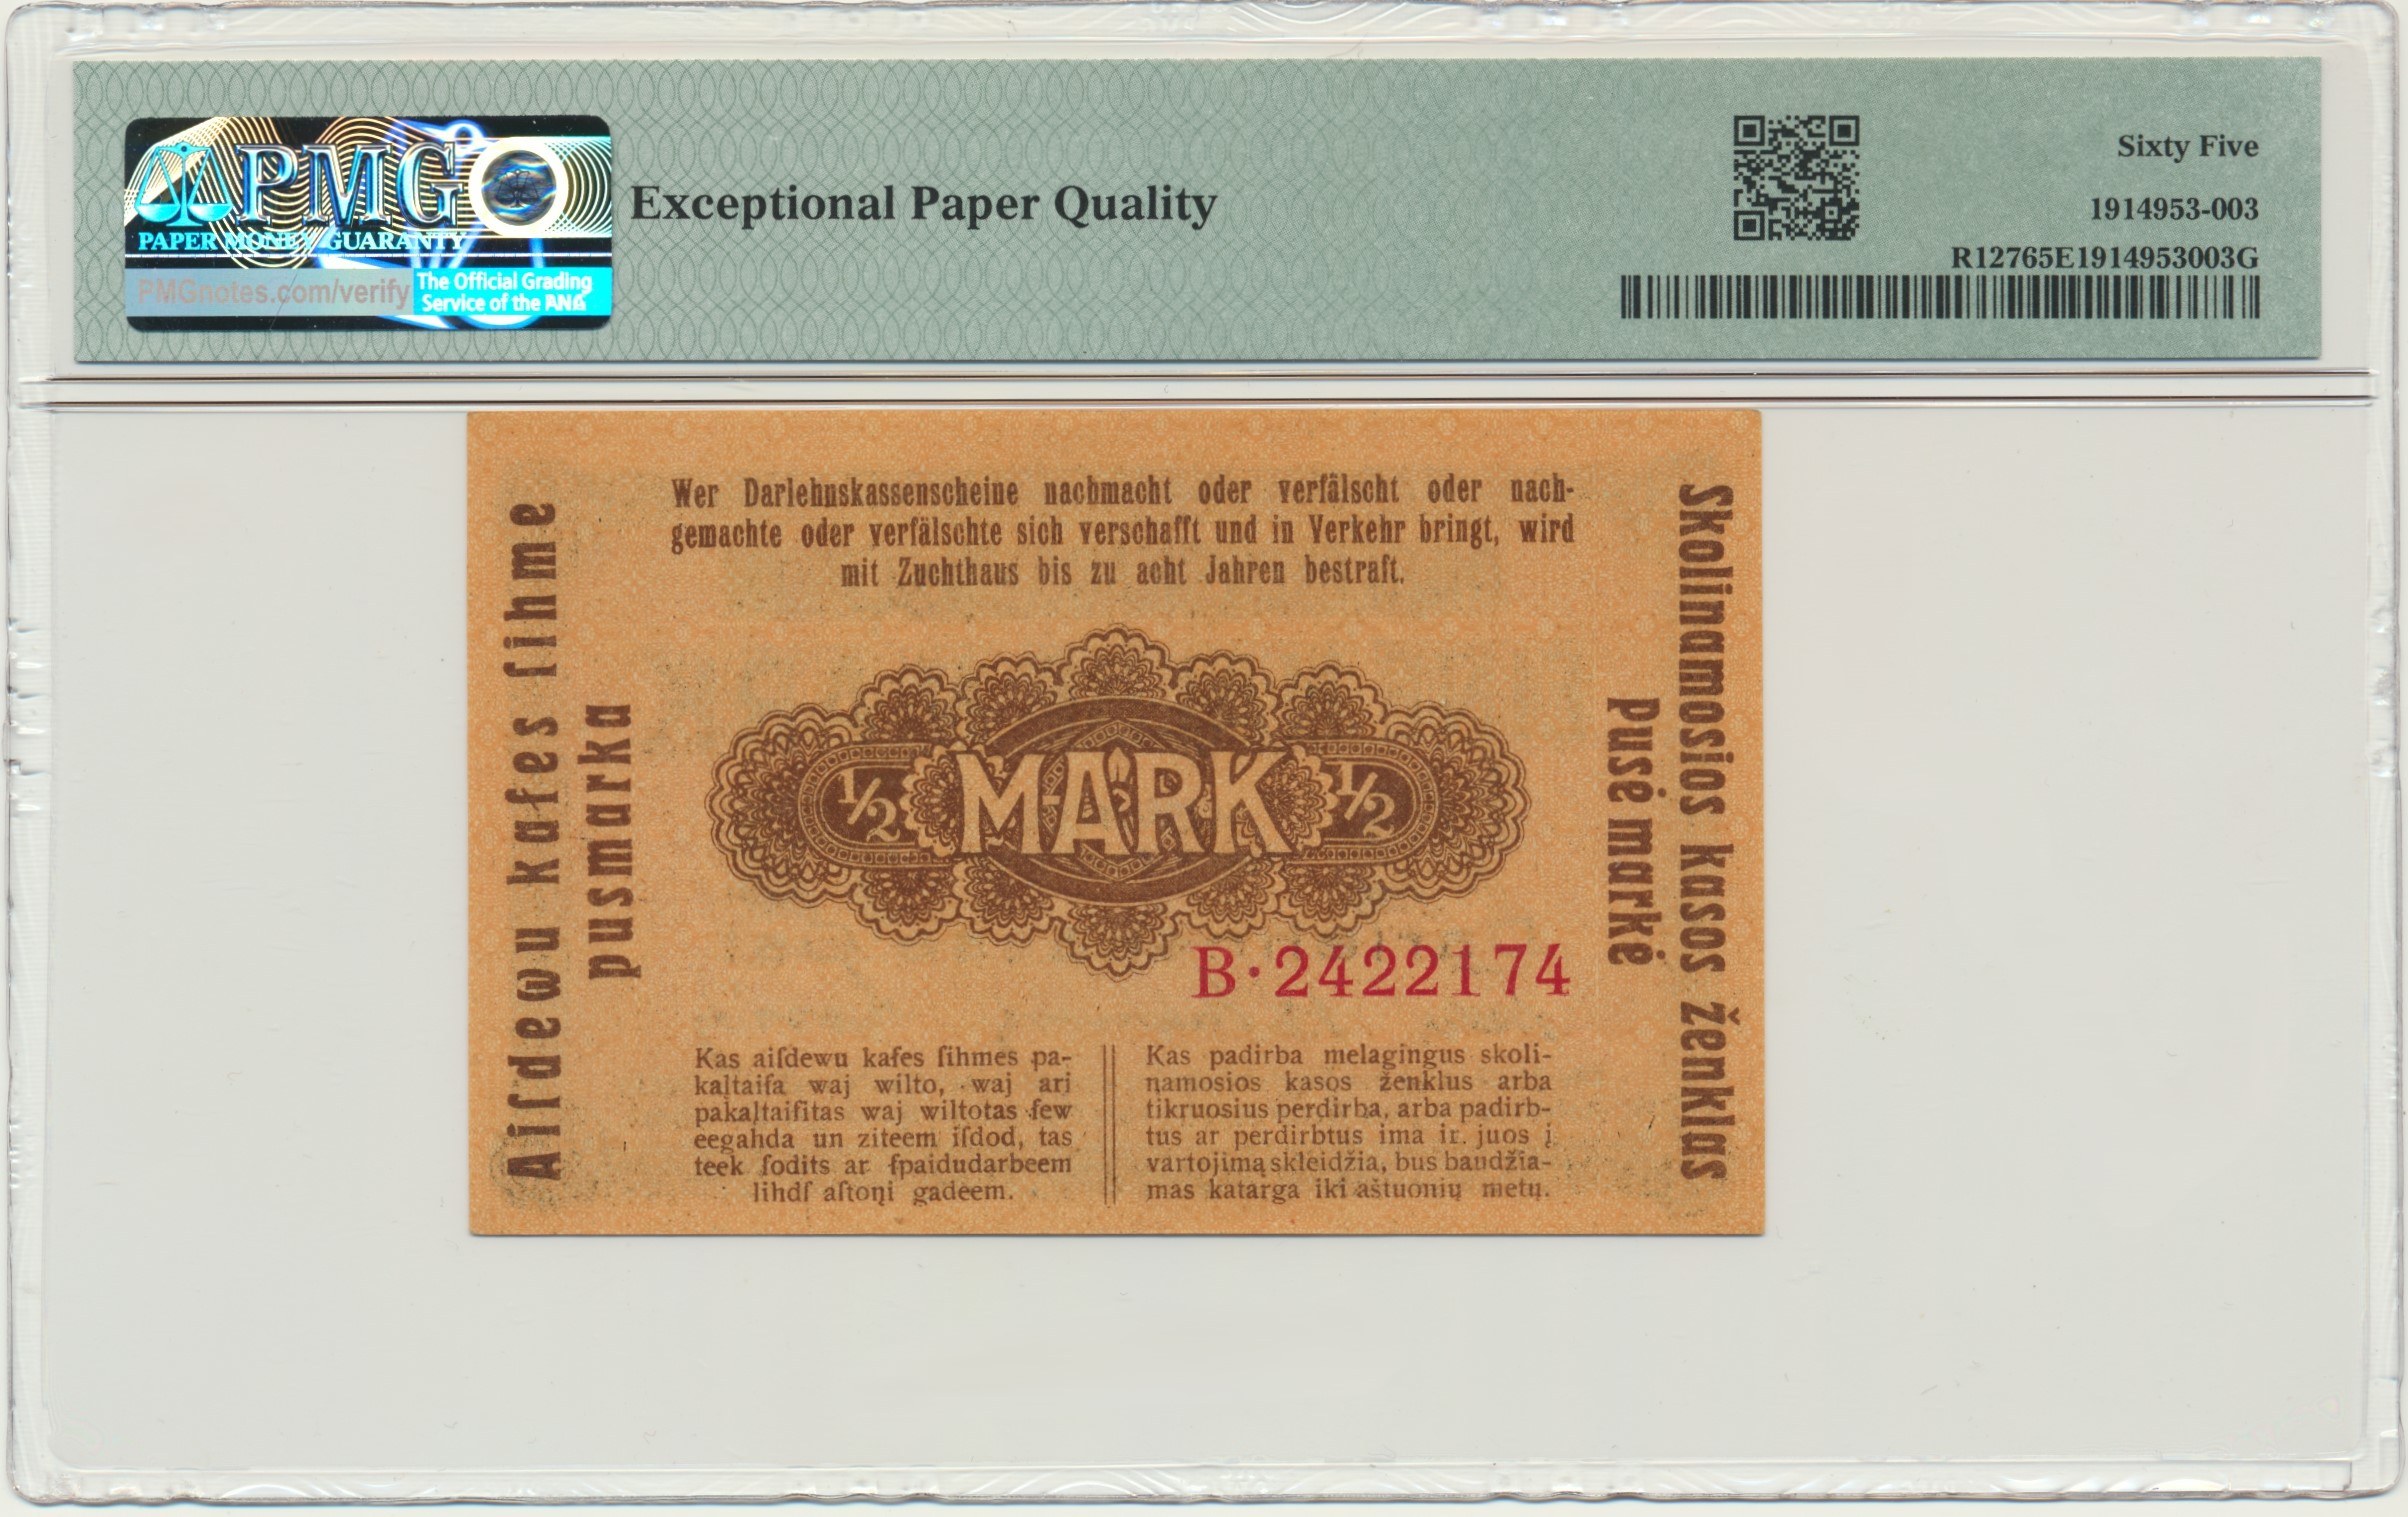 PMG
PAPER MONEY GUARANTY
PMGnotes.com/verify
The Official Grading
Service of the ANA
Exceptional Paper Quality
Sixty Five
1914953-003
R12765E1914953003G
Wer Darlehnskassenscheine nachmacht oder verfälscht oder nach-
gemachte oder verfälschte sich verschafft und in Verkehr bringt, wird
mit Zuchthaus bis zu acht Jahren bestraft.
Aiſdewu kaſes ſihme
pusmarka
½ MARK ½
Skolinamosios kasos ženklas
pusė markė
B·2422174
Kas aiſdewu kaſes ſihmes pa-
kaļtaiſa waj wilto, waj ari
pakaļtaiſitas waj wiltotas ſew
eegahda un ziteem iſdod, tas
teek ſodits ar ſpaidudarbeem
lihdſ aſtoņi gadeem.
Kas padirba melagingus skoli-
namosios kasos ženklus arba
tikruosius perdirba, arba padirb-
tus ar perdirbtus ima ir juos į
vartojimą skleidžia, bus baudžia-
mas katarga iki aštuonių metų.